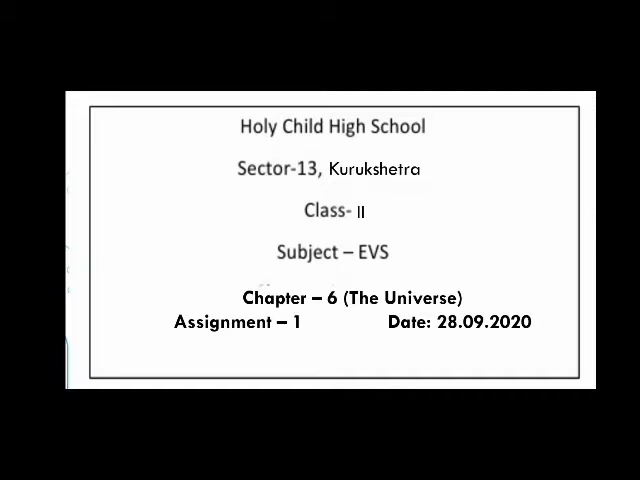 Holy Child High School
Sector-13, Kurukshetra
Class- II
Subject – EVS
Chapter – 6 (The Universe)
Assignment – 1 Date: 28.09.2020